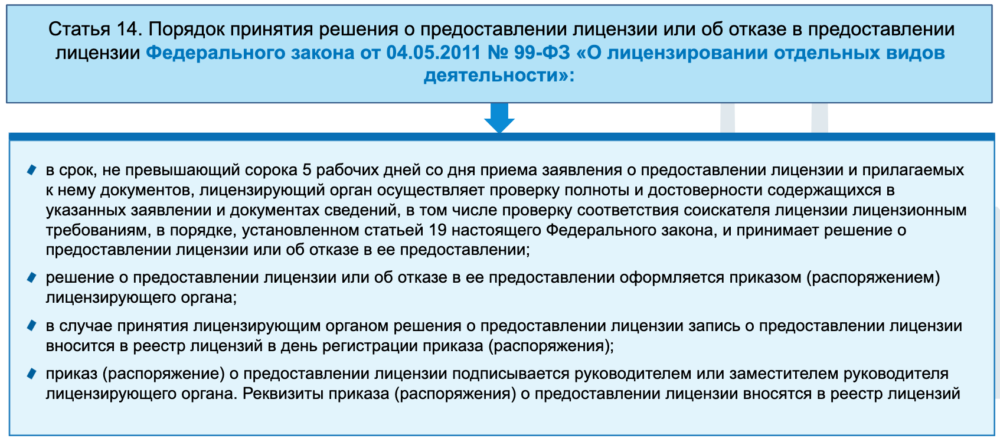 Статья 14. Порядок принятия решения о предоставлении лицензии или об отказе в предоставлении
лицензии Федерального закона от 04.05.2011 № 99-ФЗ «О лицензировании отдельных видов
деятельности»:
в срок, не превышающий сорока 5 рабочих дней со дня приема заявления о предоставлении лицензии и прилагаемых
к нему документов, лицензирующий орган осуществляет проверку полноты и достоверности содержащихся в
указанных заявлении и документах сведений, в том числе проверку соответствия соискателя лицензии лицензионным
требованиям, в порядке, установленном статьей 19 настоящего Федерального закона, и принимает решение о
предоставлении лицензии или об отказе в ее предоставлении;
решение о предоставлении лицензии или об отказе в ее предоставлении оформляется приказом (распоряжением)
лицензирующего органа;
в случае принятия лицензирующим органом решения о предоставлении лицензии запись о предоставлении лицензии
вносится в реестр лицензий в день регистрации приказа (распоряжения);
приказ (распоряжение) о предоставлении лицензии подписывается руководителем или заместителем руководителя
лицензирующего органа. Реквизиты приказа (распоряжения) о предоставлении лицензии вносятся в реестр лицензий